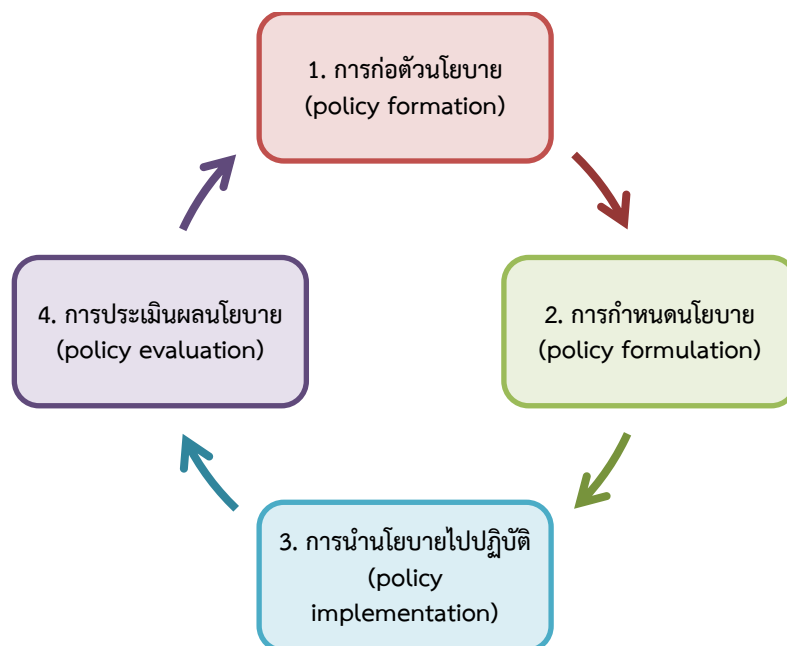 1. การก่อตัวนโยบาย
(policy formation)
2. การกำหนดนโยบาย
(policy formulation)
3. การนำนโยบายไปปฏิบัติ
(policy
implementation)
4. การประเมินผลนโยบาย
(policy evaluation)